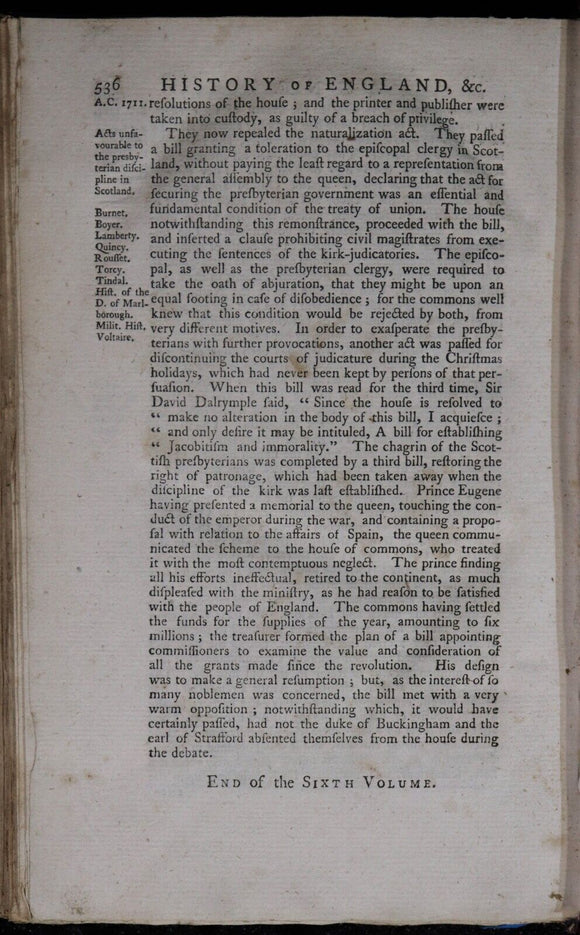 536 HISTORY OF ENGLAND, &c.
A.C. 1711. reſolutions of the houſe ; and the printer and publiſher were
taken into cuſtody, as guilty of a breach of privilege.
Acts unfa-
vourable to
the presby-
terian diſci-
pline in
Scotland.
They now repealed the naturalization act. They paſſed
a bill granting a toleration to the epiſcopal clergy in Scot-
land, without paying the leaſt regard to a repreſentation from
the general aſſembly to the queen, declaring that the act for
ſecuring the preſbyterian government was an eſſential and
fundamental condition of the treaty of union. The houſe
notwithſtanding this remonſtrance, proceeded with the bill,
and inſerted a clauſe prohibiting civil magiſtrates from exe-
cuting the ſentences of the kirk-judicatories. The epiſco-
pal, as well as the preſbyterian clergy, were required to
take the oath of abjuration, that they might be upon an
equal footing in caſe of diſobedience ; for the commons well
knew that this condition would be rejected by both, from
very different motives. In order to exaſperate the preſby-
Burnet.
Boyer.
Lamberty.
Quincy.
Rouſſet.
Torcy.
Tindal.
Hiſt. of the
D. of Marl-
borough.
Milit. Hiſt.
Voltaire.
terians with further provocations, another act was paſſed for
diſcontinuing the courts of judicature during the Chriſtmas
holidays, which had never been kept by perſons of that per-
ſuaſion. When this bill was read for the third time, Sir
David Dalrymple ſaid, “ Since the houſe is reſolved to
“ make no alteration in the body of this bill, I acquieſce ;
“ and only deſire it may be intituled, A bill for eſtabliſhing
“ Jacobitiſm and immorality.” The chagrin of the Scot-
tiſh preſbyterians was completed by a third bill, reſtoring the
right of patronage, which had been taken away when the
diſcipline of the kirk was laſt eſtabliſhed. Prince Eugene
having preſented a memorial to the queen, touching the con-
duct of the emperor during the war, and containing a propo-
ſal with relation to the affairs of Spain, the queen commu-
nicated the ſcheme to the houſe of commons, who treated
it with the moſt contemptuous neglect. The prince finding
all his efforts ineffectual, retired to the continent, as much
diſpleaſed with the miniſtry, as he had reaſon to be ſatisfied
with the people of England. The commons having ſettled
the funds for the ſupplies of the year, amounting to ſix
millions ; the treaſurer formed the plan of a bill appointing
commiſſioners to examine the value and conſideration of
all the grants made ſince the revolution. His deſign
was to make a general reſumption ; but, as the intereſt of ſo
many noblemen was concerned, the bill met with a very
warm oppoſition ; notwithſtanding which, it would have
certainly paſſed, had not the duke of Buckingham and the
earl of Strafford abſented themſelves from the houſe during
the debate.
END of the SIXTH VOLUME.